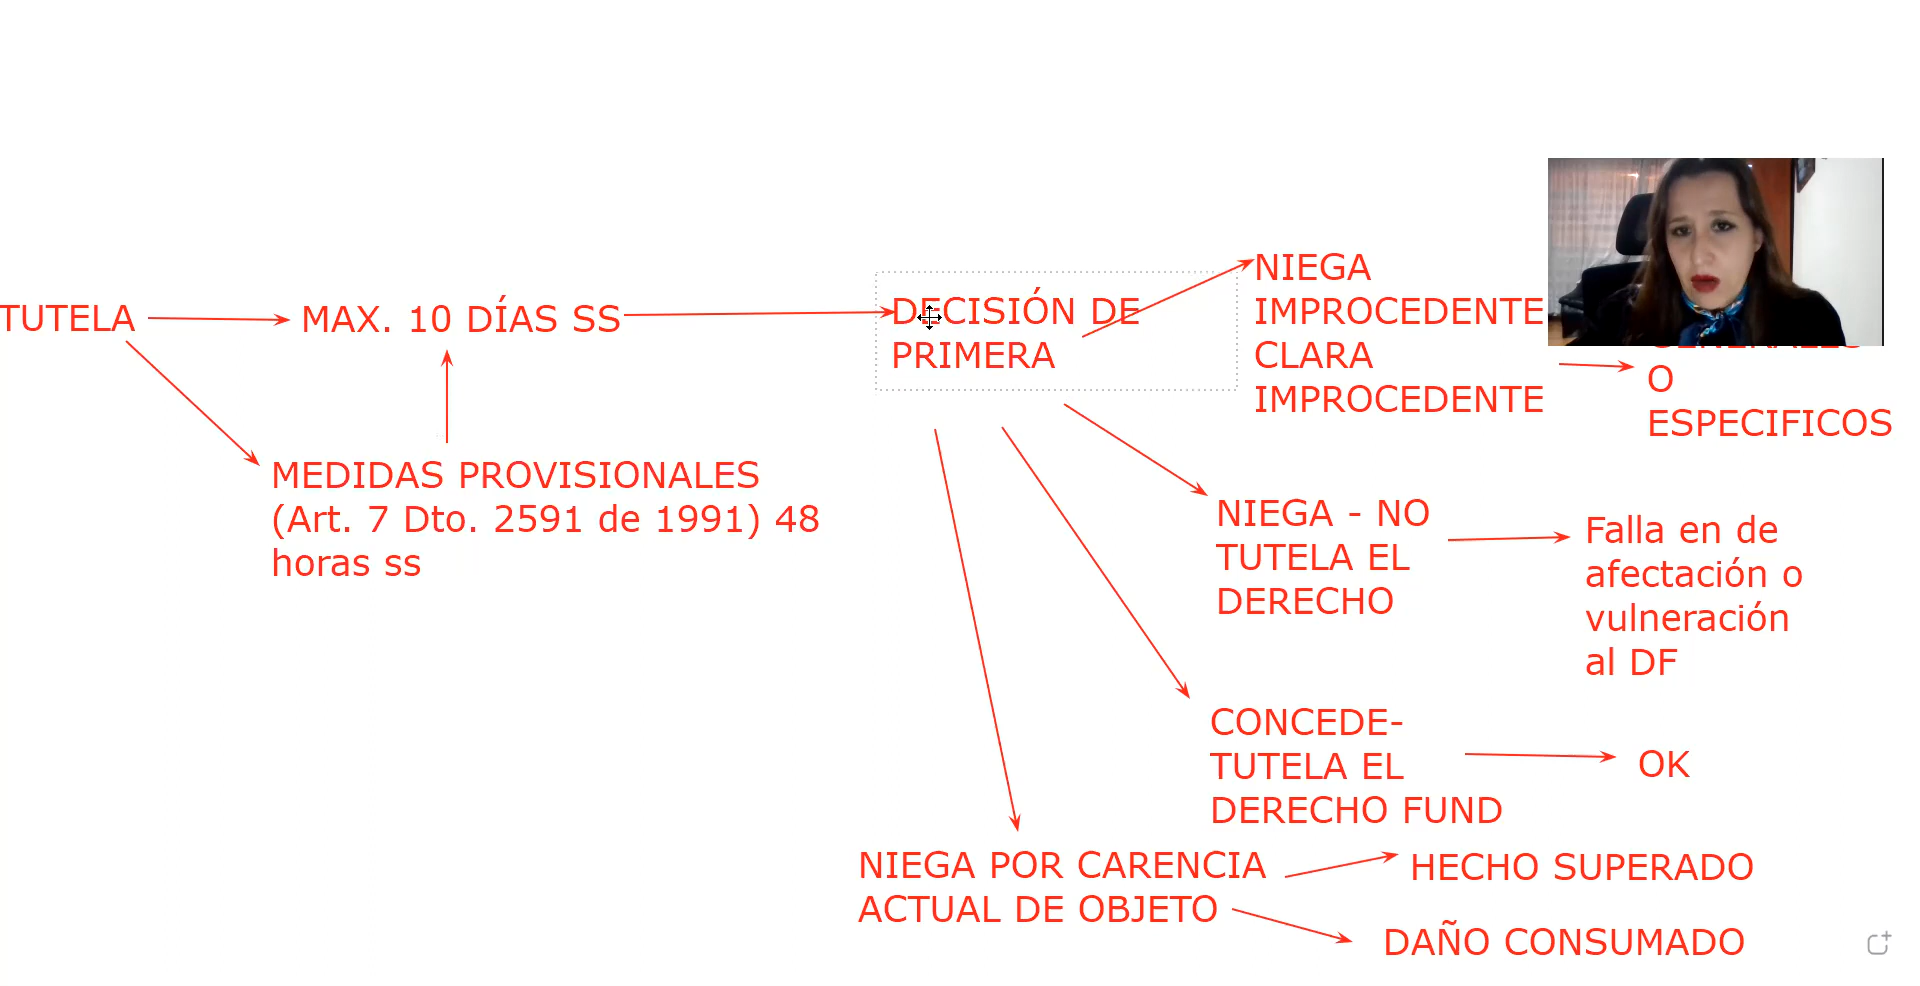 TUTELA
MAX. 10 DÍAS SS
MEDIDAS PROVISIONALES
(Art. 7 Dto. 2591 de 1991) 48
horas ss
DECISIÓN DE
PRIMERA
NIEGA
IMPROCEDENTE
CLARA
IMPROCEDENTE
O
ESPECIFICOS
NIEGA - NO
TUTELA EL
DERECHO
Falla en de
afectación o
vulneración
al DF
CONCEDE-
TUTELA EL
DERECHO FUND
OK
NIEGA POR CARENCIA
ACTUAL DE OBJETO
HECHO SUPERADO
DAÑO CONSUMADO